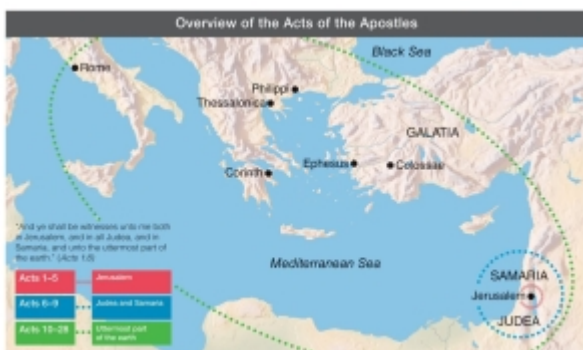 Overview of the Acts of the Apostles
Black Sea
Rome
Philippi
Thessalonica
GALATIA
Ephesus
Colossae
Corinth
"And ye shall be witnesses unto me both
in Jerusalem, and in all Judea, and in
Samaria, and unto the uttermost part of
the earth." (Acts 1:8)
Mediterranean Sea
SAMARIA
Jerusalem
JUDEA
Acts 1–5 Jerusalem
Acts 6–9 Judea and Samaria
Acts 10–28 Uttermost part
of the earth